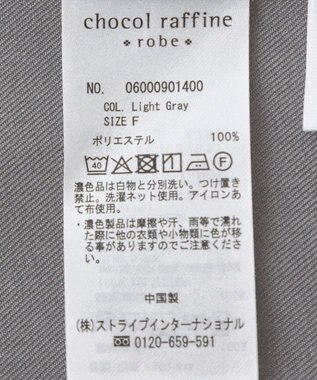 chocol raffine
robe
NO. 06000901400
COL. Light Gray
SIZE F
ポリエステル 100%
40 F
濃色品は白物と分別洗い。つけ置き
禁止。洗濯ネット使用。アイロンあ
て布使用。
・濃色製品は摩擦や汗、雨等で濡れ
た際に他の衣類や小物類に色が移
る事がありますのでご注意くださ
い。
中国製
(株)ストライプインターナショナル
0120-659-591